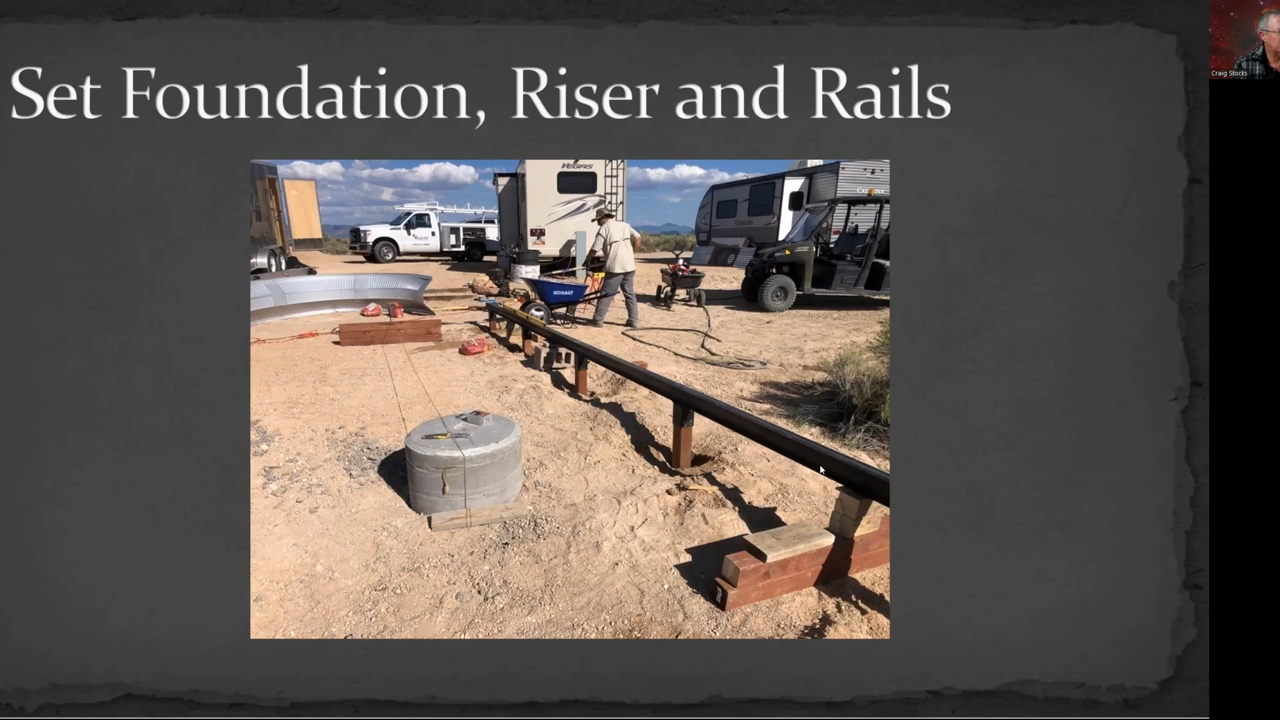 Set Foundation, Riser and Rails
Craig Stocks
VEGAS
KOBALT